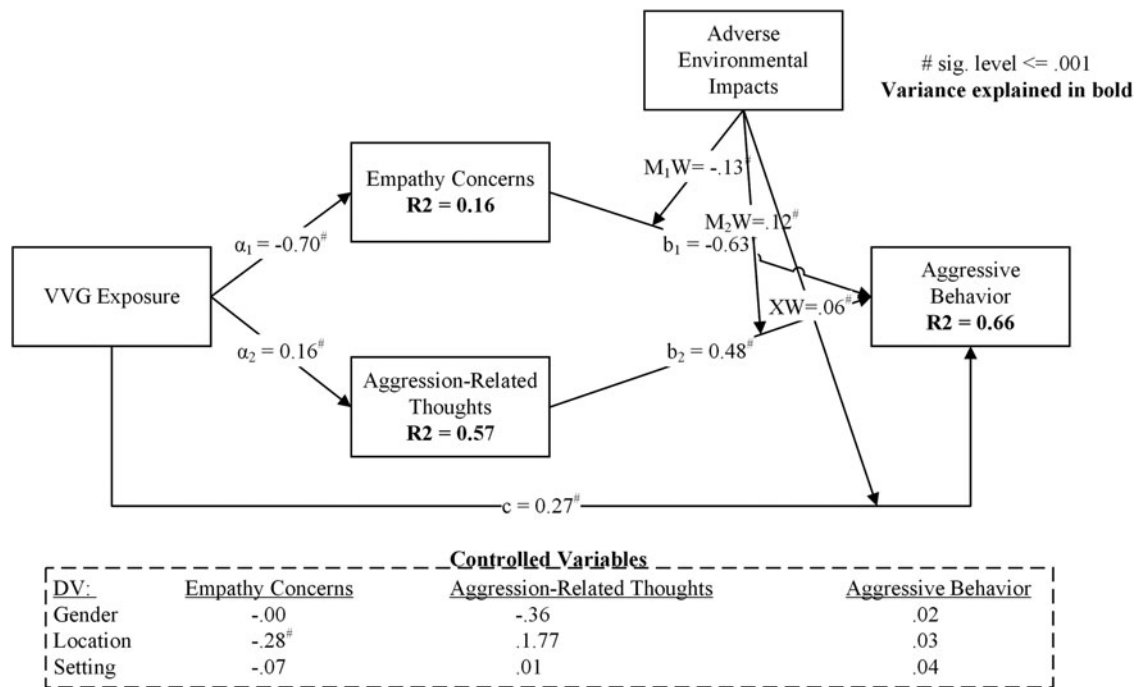 Adverse
Environmental
Impacts
# sig. level <= .001
Variance explained in bold
M₁W= -.13#
Empathy Concerns
R2 = 0.16
M₂W=.12#
α₁ = -0.70#
b₁ = -0.63
VVG Exposure
Aggressive
Behavior
R2 = 0.66
XW=.06#
α₂ = 0.16#
b₂ = 0.48#
Aggression-Related
Thoughts
R2 = 0.57
c = 0.27#
Controlled Variables
DV: Empathy Concerns Aggression-Related Thoughts Aggressive Behavior
Gender -.00 -.36 .02
Location -.28# .1.77 .03
Setting -.07 .01 .04